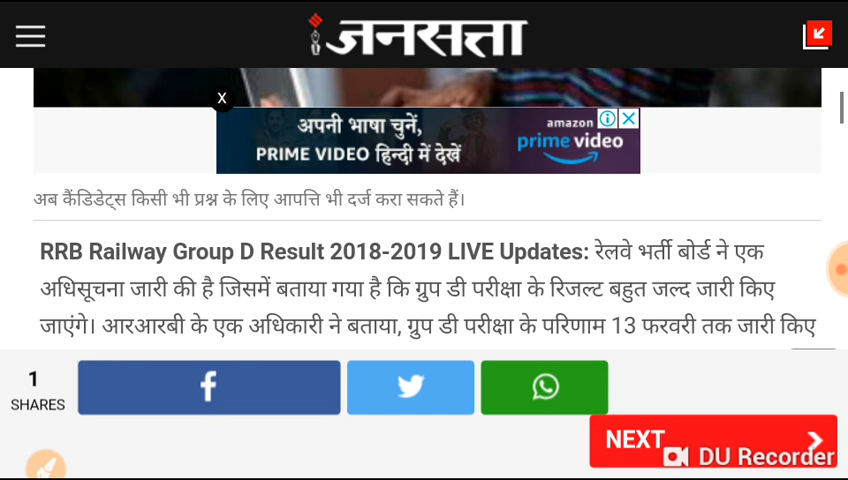 जनसत्ता
X
अपनी भाषा चुनें,
PRIME VIDEO हिन्दी में देखें
amazon
prime video
अब कैंडिडेट्स किसी भी प्रश्न के लिए आपत्ति भी दर्ज करा सकते हैं।
RRB Railway Group D Result 2018-2019 LIVE Updates: रेलवे भर्ती बोर्ड ने एक
अधिसूचना जारी की है जिसमें बताया गया है कि ग्रुप डी परीक्षा के रिजल्ट बहुत जल्द जारी किए
जाएंगे। आरआरबी के एक अधिकारी ने बताया, ग्रुप डी परीक्षा के परिणाम 13 फरवरी तक जारी किए
1
SHARES
NEXT
DU Recorder